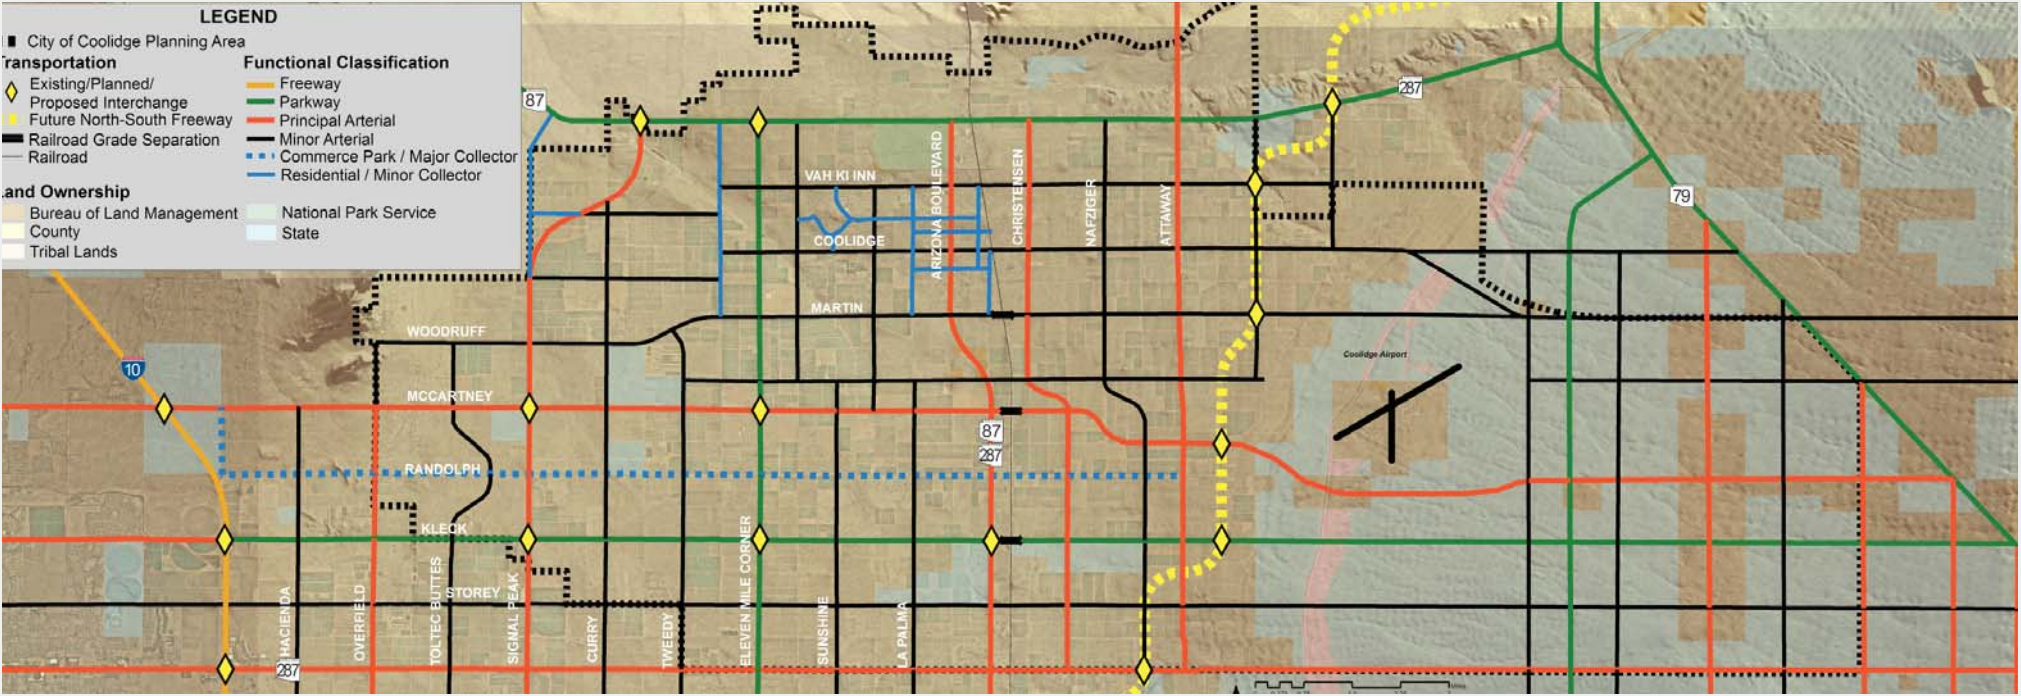 LEGEND
City of Coolidge Planning Area
Transportation
Existing/Planned/
Proposed Interchange
Future North-South Freeway
Railroad Grade Separation
Railroad
Functional Classification
Freeway
Parkway
Principal Arterial
Minor Arterial
Commerce Park / Major Collector
Residential / Minor Collector
Land Ownership
Bureau of Land Management
County
Tribal Lands
National Park Service
State
87
287
79
VAH KI INN
COOLIDGE
ARIZONA BOULEVARD
CHRISTENSEN
NAFZIGER
ATTAWAY
MARTIN
WOODRUFF
10
Coolidge Airport
MCCARTNEY
87
287
RANDOLPH
KLECK
STOREY
HACIENDA
OVERFIELD
TOLTEC BUTTES
SIGNAL PEAK
CURRY
TWEEDY
ELEVEN MILE CORNER
SUNSHINE
LA PALMA
287